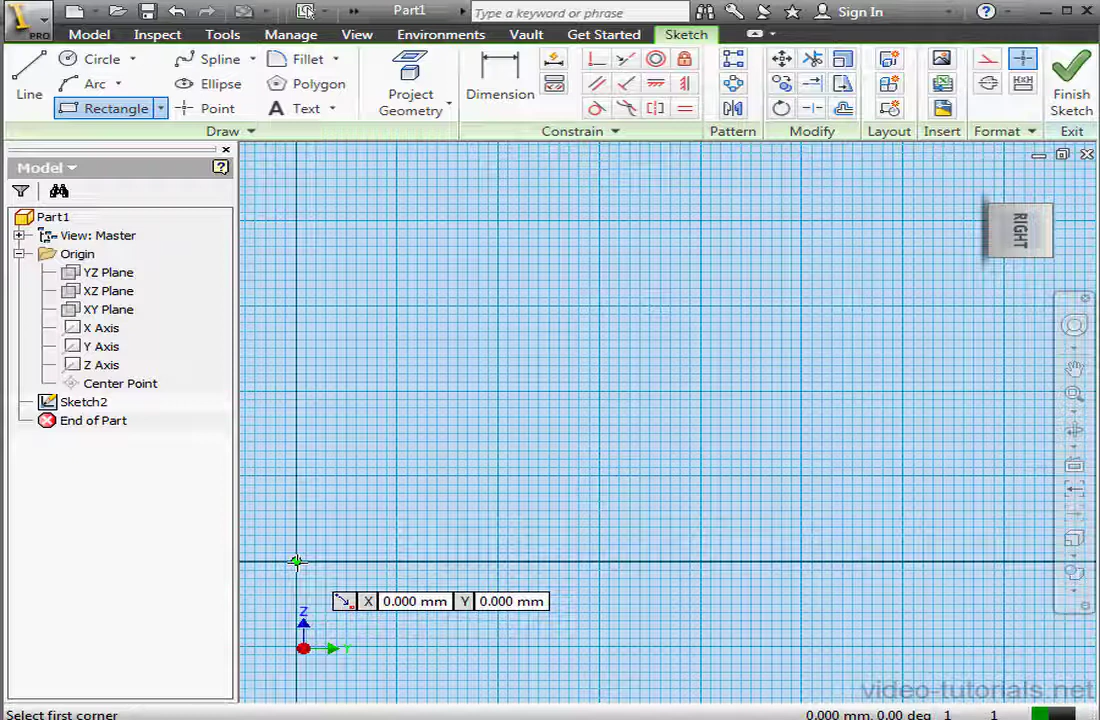 Part1
Type a keyword or phrase
Sign In
PRO
Model
Inspect
Tools
Manage
View
Environments
Vault
Get Started
Sketch
Line
Circle
Arc
Rectangle
Spline
Ellipse
Point
Fillet
Polygon
Text
Project
Geometry
Dimension
Finish
Sketch
Draw
Constrain
Pattern
Modify
Layout
Insert
Format
Exit
Model
Part1
View: Master
Origin
YZ Plane
XZ Plane
XY Plane
X Axis
Y Axis
Z Axis
Center Point
Sketch2
End of Part
RIGHT
X 0.000 mm Y 0.000 mm
Z
Y
video-tutorials.net
Select first corner
0.000 mm, 0.00 deg 1 1